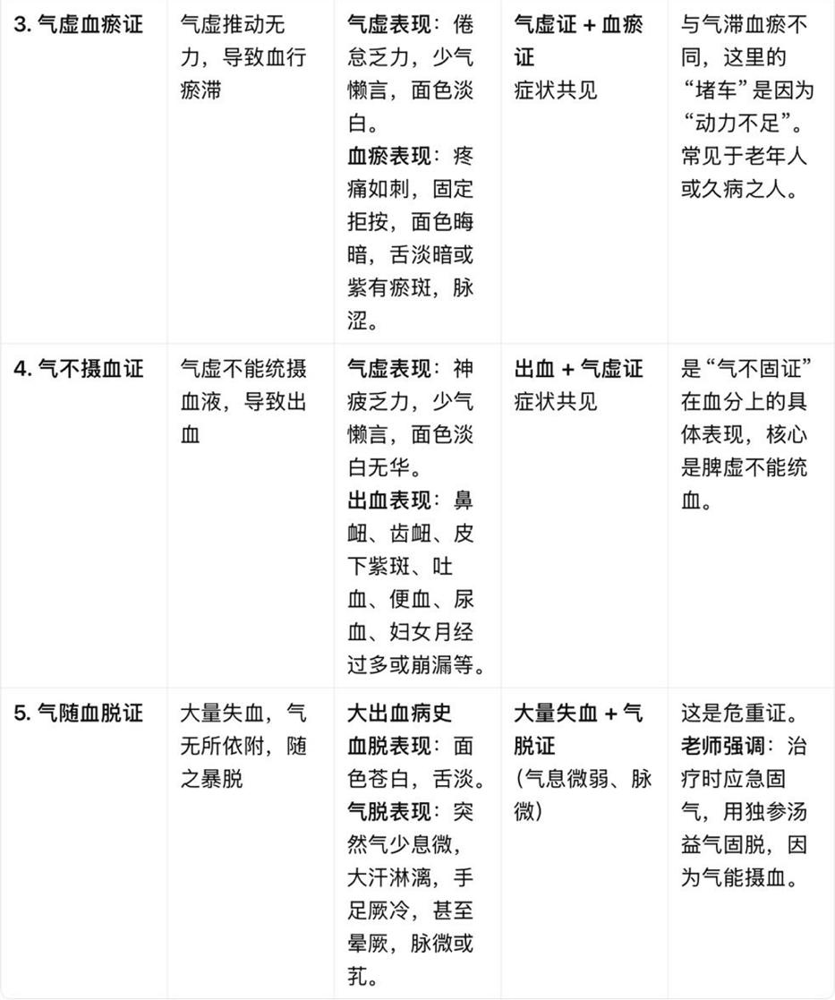 3. 气虚血瘀证
气虚推动无
力，导致血行
瘀滞
气虚表现：倦
怠乏力，少气
懒言，面色淡
白。
血瘀表现：疼
痛如刺，固定
拒按，面色晦
暗，舌淡暗或
紫有瘀斑，脉
涩。
气虚证 + 血瘀
证
症状共见
与气滞血瘀不
同，这里的
“堵车” 是因为
“动力不足”。
常见于老年人
或久病之人。
4. 气不摄血证
气虚不能统摄
血液，导致出
血
气虚表现：神
疲乏力，少气
懒言，面色淡
白无华。
出血表现：鼻
衄、齿衄、皮
下紫斑、吐
血、便血、尿
血、妇女月经
过多或崩漏等。
出血 + 气虚证
症状共见
是 “气不固证”
在血分上的具
体表现，核心
是脾虚不能统
血。
5. 气随血脱证
大量失血，气
无所依附，随
之暴脱
大出血病史
血脱表现：面
色苍白，舌淡。
气脱表现：突
然气少息微，
大汗淋漓，手
足厥冷，甚至
晕厥，脉微或
芤。
大量失血 + 气
脱证
（气息微弱、脉
微）
这是危重证。
老师强调：治
疗时应急固
气，用独参汤
益气固脱，因
为气能摄血。